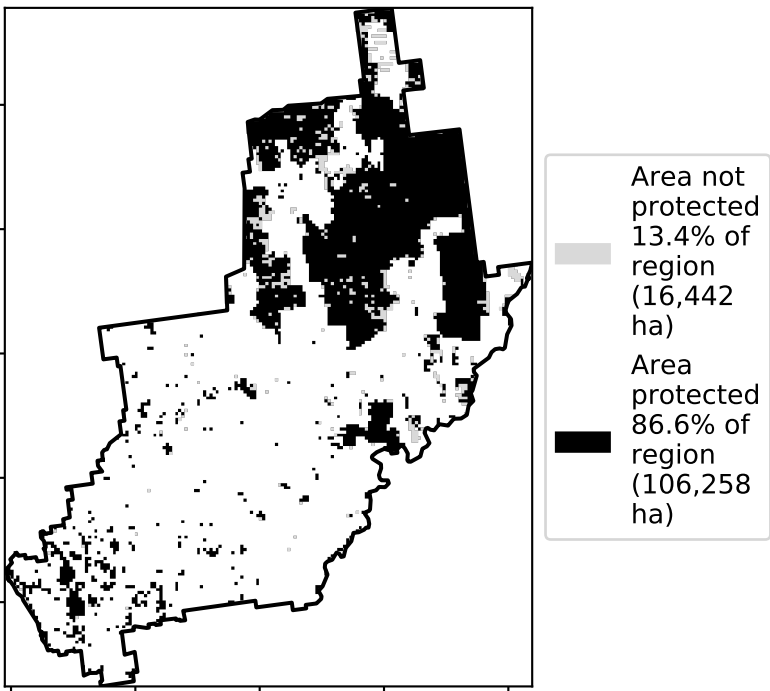 Area not
protected
13.4% of
region
(16,442
ha)
Area
protected
86.6% of
region
(106,258
ha)